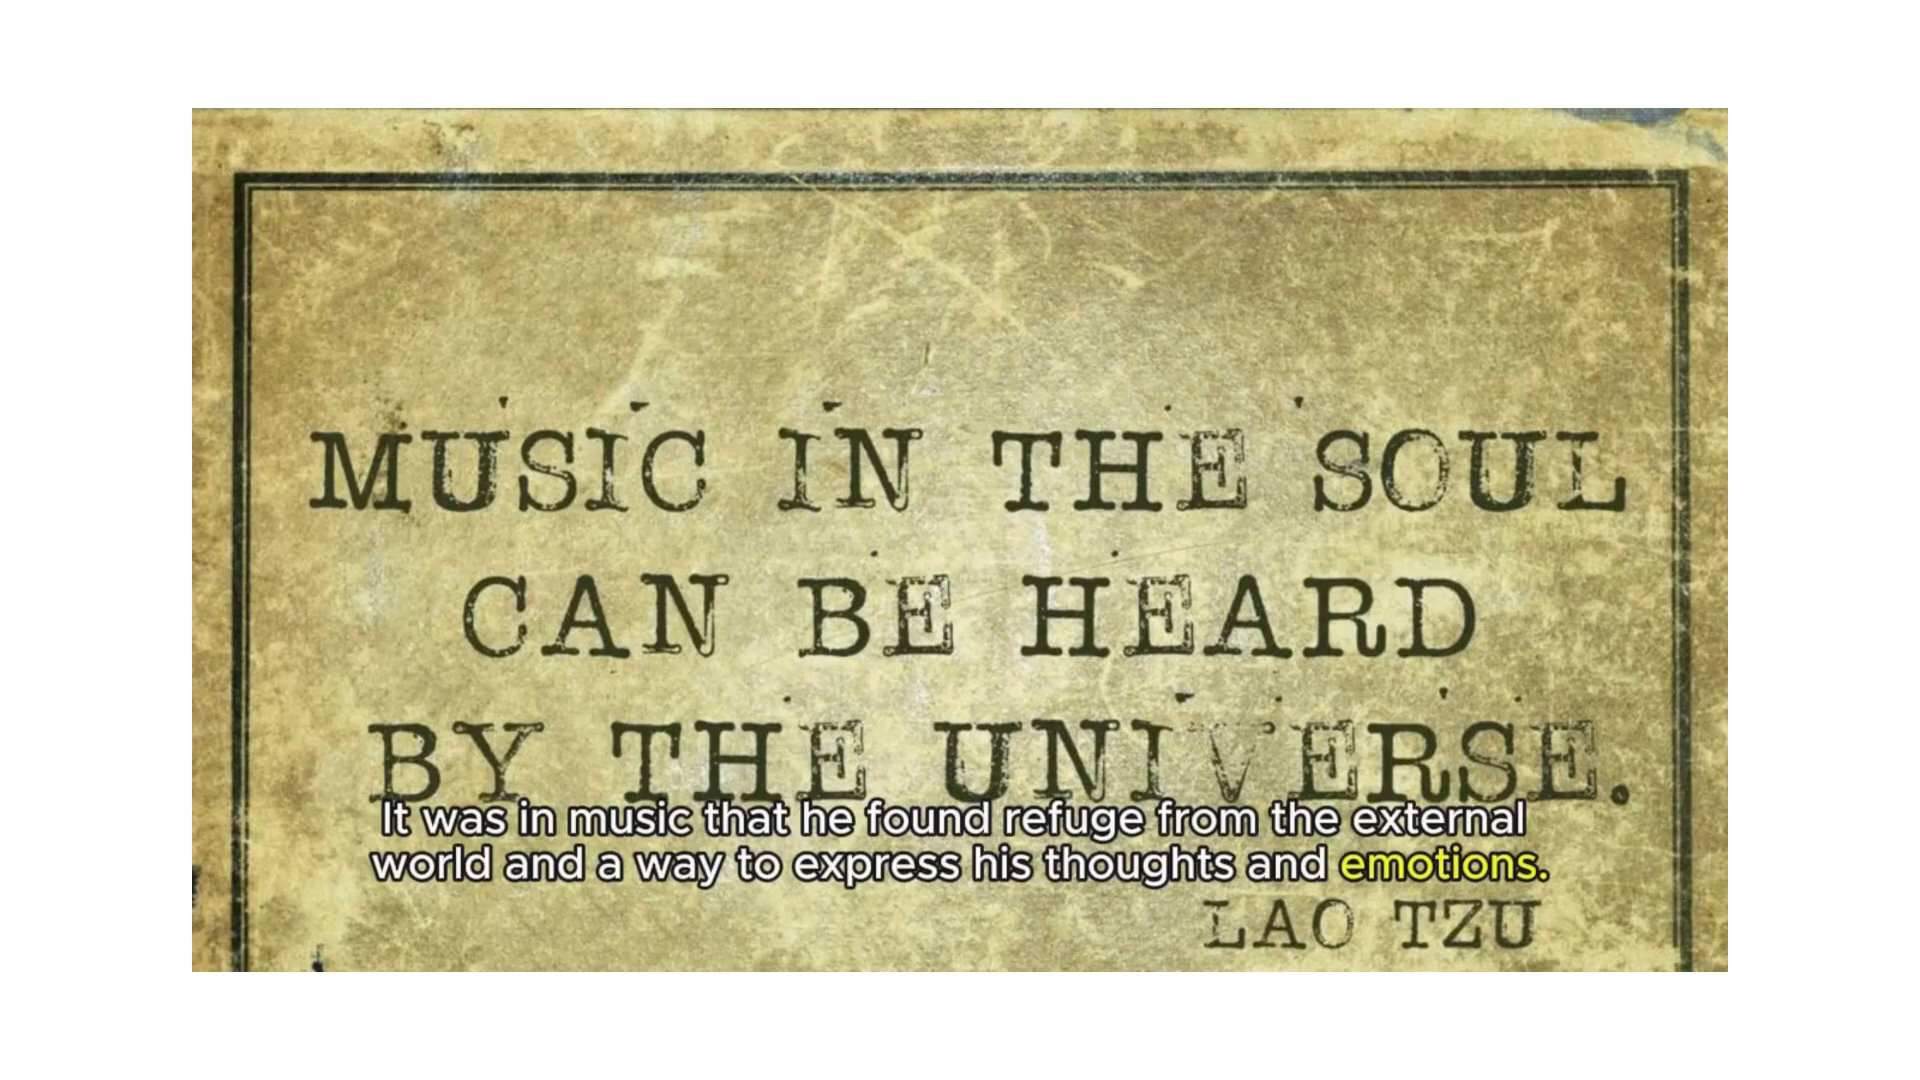 MUSIC IN THE SOUL
CAN BE HEARD
BY THE UNIVERSE.
It was in music that he found refuge from the external
world and a way to express his thoughts and emotions.
LAO TZU